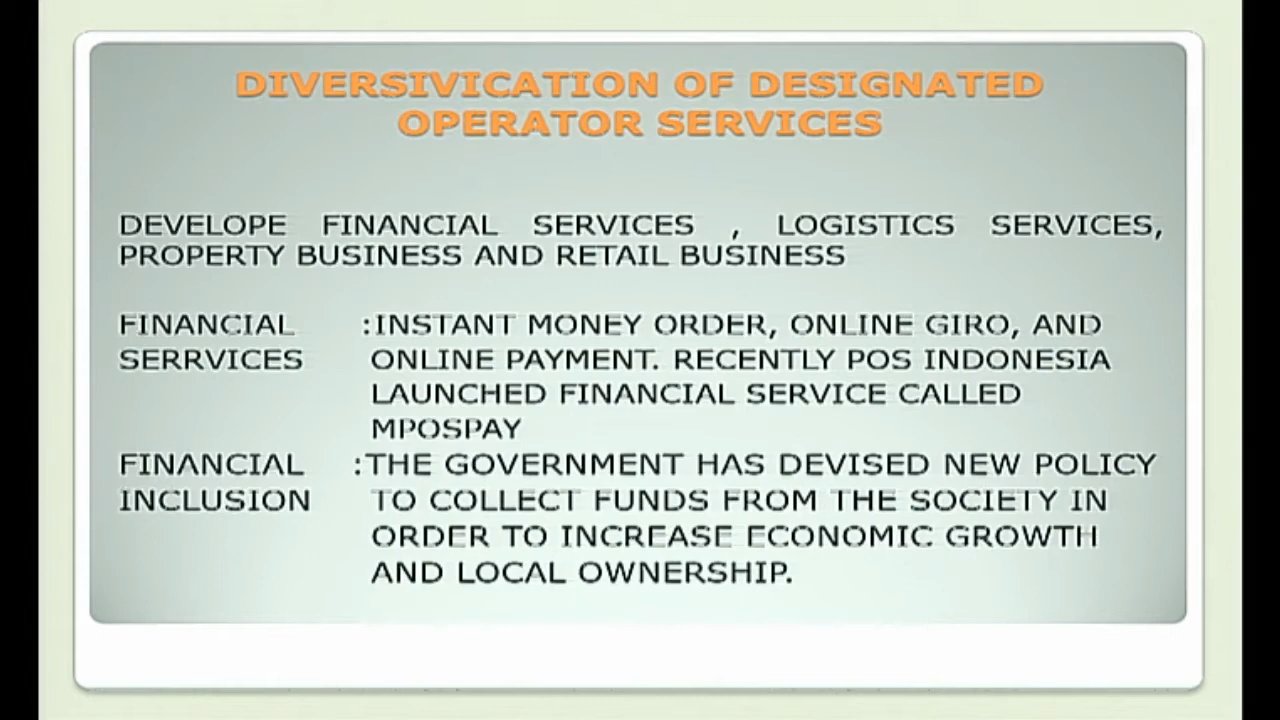 DIVERSIVICATION OF DESIGNATED
OPERATOR SERVICES
DEVELOPE FINANCIAL SERVICES , LOGISTICS SERVICES,
PROPERTY BUSINESS AND RETAIL BUSINESS
FINANCIAL :INSTANT MONEY ORDER, ONLINE GIRO, AND
SERRVICES ONLINE PAYMENT. RECENTLY POS INDONESIA
LAUNCHED FINANCIAL SERVICE CALLED
MPOSPAY
FINANCIAL :THE GOVERNMENT HAS DEVISED NEW POLICY
INCLUSION TO COLLECT FUNDS FROM THE SOCIETY IN
ORDER TO INCREASE ECONOMIC GROWTH
AND LOCAL OWNERSHIP.